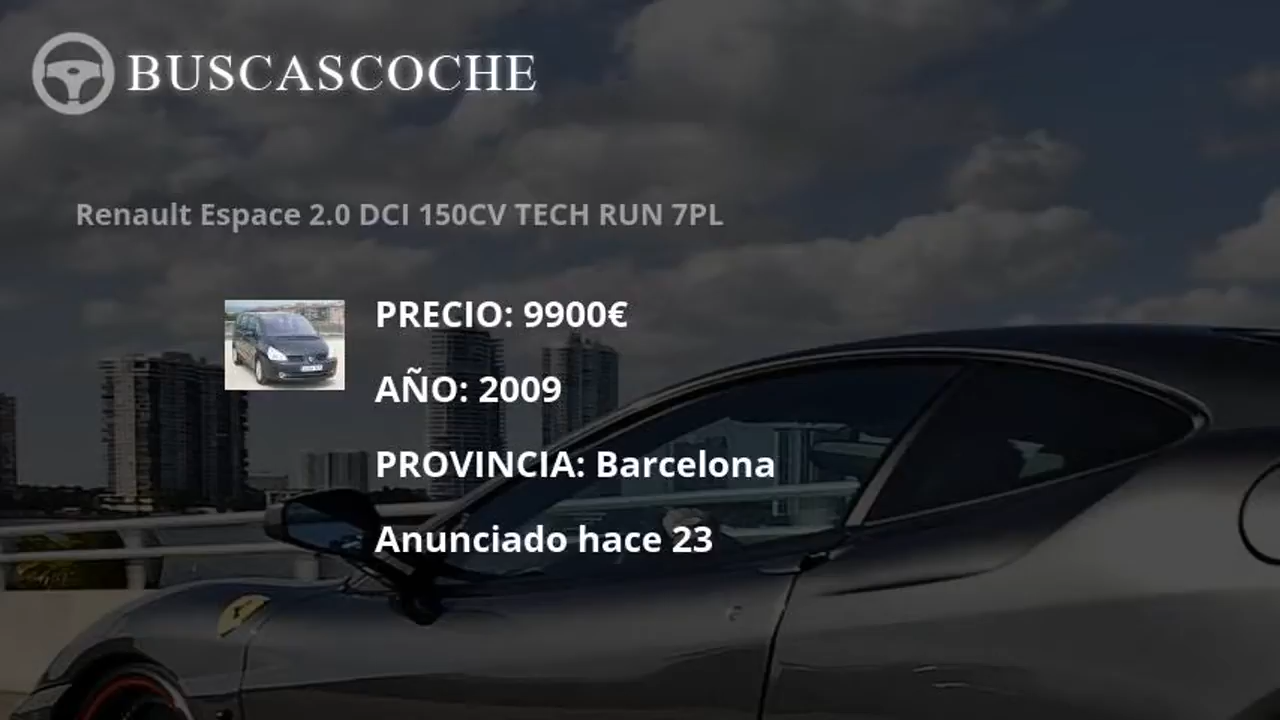 BUSCASCOCHE
Renault Espace 2.0 DCI 150CV TECH RUN 7PL
PRECIO: 9900€
AÑO: 2009
PROVINCIA: Barcelona
Anunciado hace 23